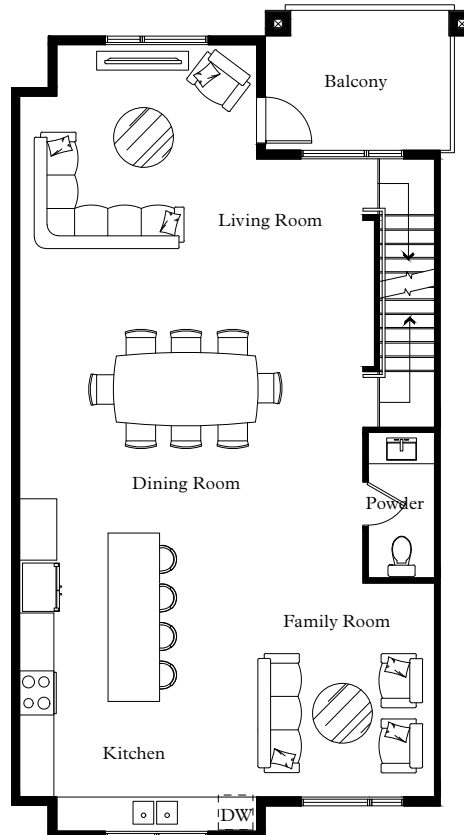 Balcony
Living Room
Dining Room
Powder
Family Room
Kitchen
DW